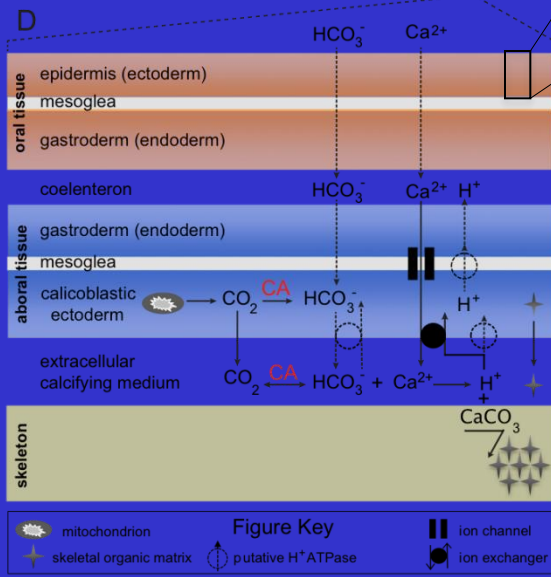 D
HCO₃⁻ Ca²⁺
epidermis (ectoderm)
mesoglea
gastroderm (endoderm)
oral tissue
coelenteron HCO₃⁻ Ca²⁺ H⁺
gastroderm (endoderm)
mesoglea
aboral tissue
calicoblastic
ectoderm
CO₂ CA HCO₃⁻ H⁺
extracellular
calcifying medium
CO₂ CA HCO₃⁻ + Ca²⁺ H⁺
+
CaCO₃
skeleton
Figure Key
mitochondrion
ion channel
skeletal organic matrix
putative H⁺ATPase
ion exchanger